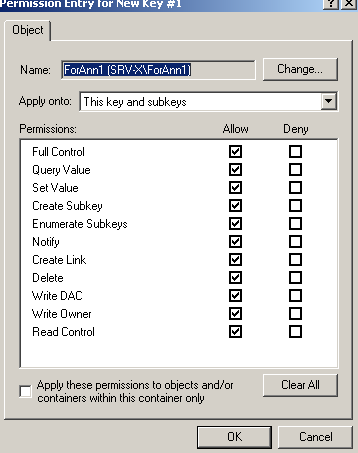 Permission Entry for New Key #1
Object
Name: ForAnn1 (SRV-X\ForAnn1) Change...
Apply onto: This key and subkeys
Permissions: Allow Deny
Full Control
Query Value
Set Value
Create Subkey
Enumerate Subkeys
Notify
Create Link
Delete
Write DAC
Write Owner
Read Control
Apply these permissions to objects and/or
containers within this container only
Clear All
OK Cancel